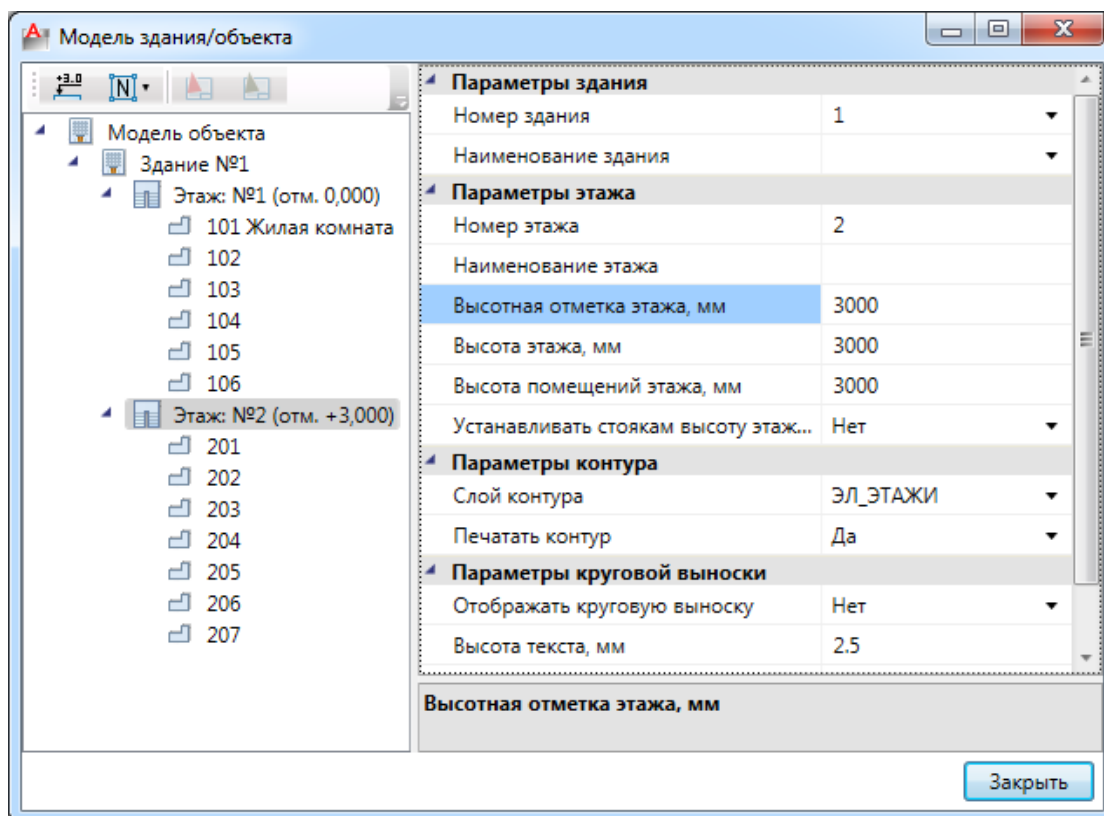 Модель здания/объекта
+3.0
N
Модель объекта
Здание №1
Этаж: №1 (отм. 0,000)
101 Жилая комната
102
103
104
105
106
Этаж: №2 (отм. +3,000)
201
202
203
204
205
206
207
Параметры здания
Номер здания 1
Наименование здания
Параметры этажа
Номер этажа 2
Наименование этажа
Высотная отметка этажа, мм 3000
Высота этажа, мм 3000
Высота помещений этажа, мм 3000
Устанавливать стоякам высоту этаж... Нет
Параметры контура
Слой контура ЭЛ_ЭТАЖИ
Печатать контур Да
Параметры круговой выноски
Отображать круговую выноску Нет
Высота текста, мм 2.5
Высотная отметка этажа, мм
Закрыть